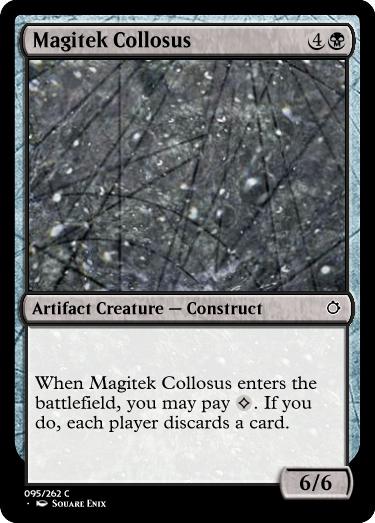 Magitek Collosus 4
Artifact Creature — Construct
When Magitek Collosus enters the
battlefield, you may pay . If you
do, each player discards a card.
6/6
095/262 C
· Square Enix